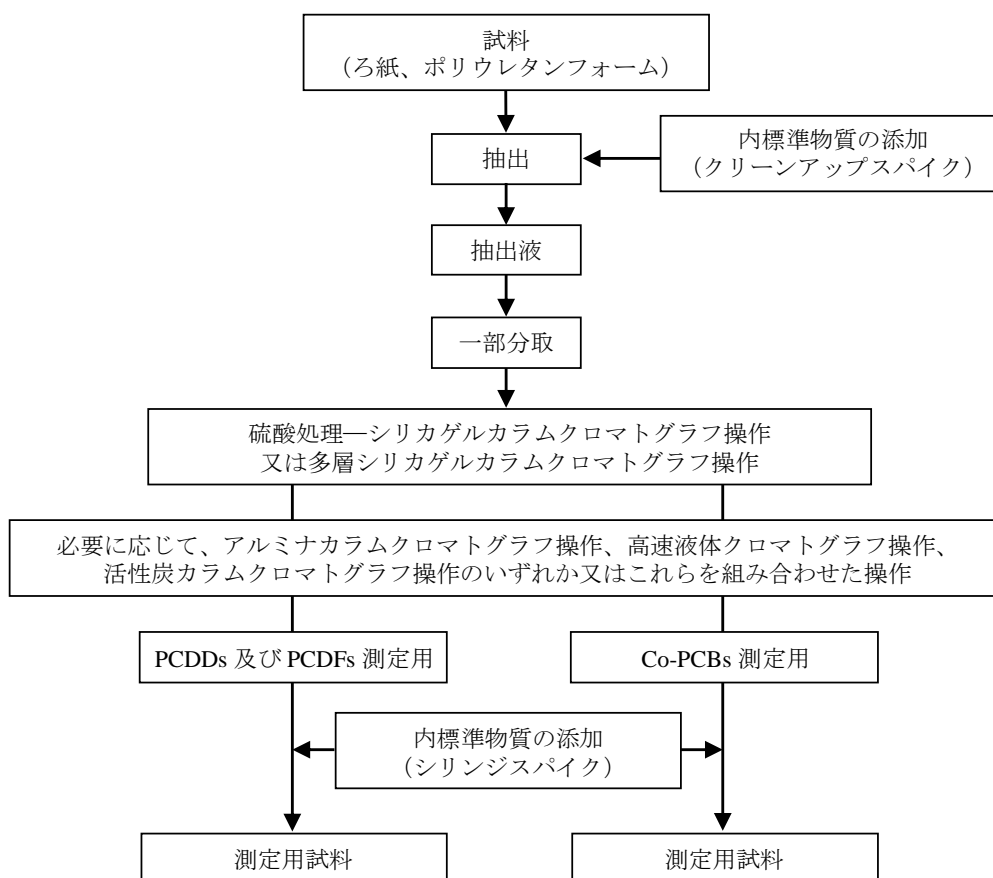 試料
（ろ紙、ポリウレタンフォーム）
内標準物質の添加
（クリーンアップスパイク）
抽出
抽出液
一部分取
硫酸処理―シリカゲルカラムクロマトグラフ操作
又は多層シリカゲルカラムクロマトグラフ操作
必要に応じて、アルミナカラムクロマトグラフ操作、高速液体クロマトグラフ操作、
活性炭カラムクロマトグラフ操作のいずれか又はこれらを組み合わせた操作
PCDDs 及び PCDFs 測定用
Co-PCBs 測定用
内標準物質の添加
（シリンジスパイク）
測定用試料
測定用試料